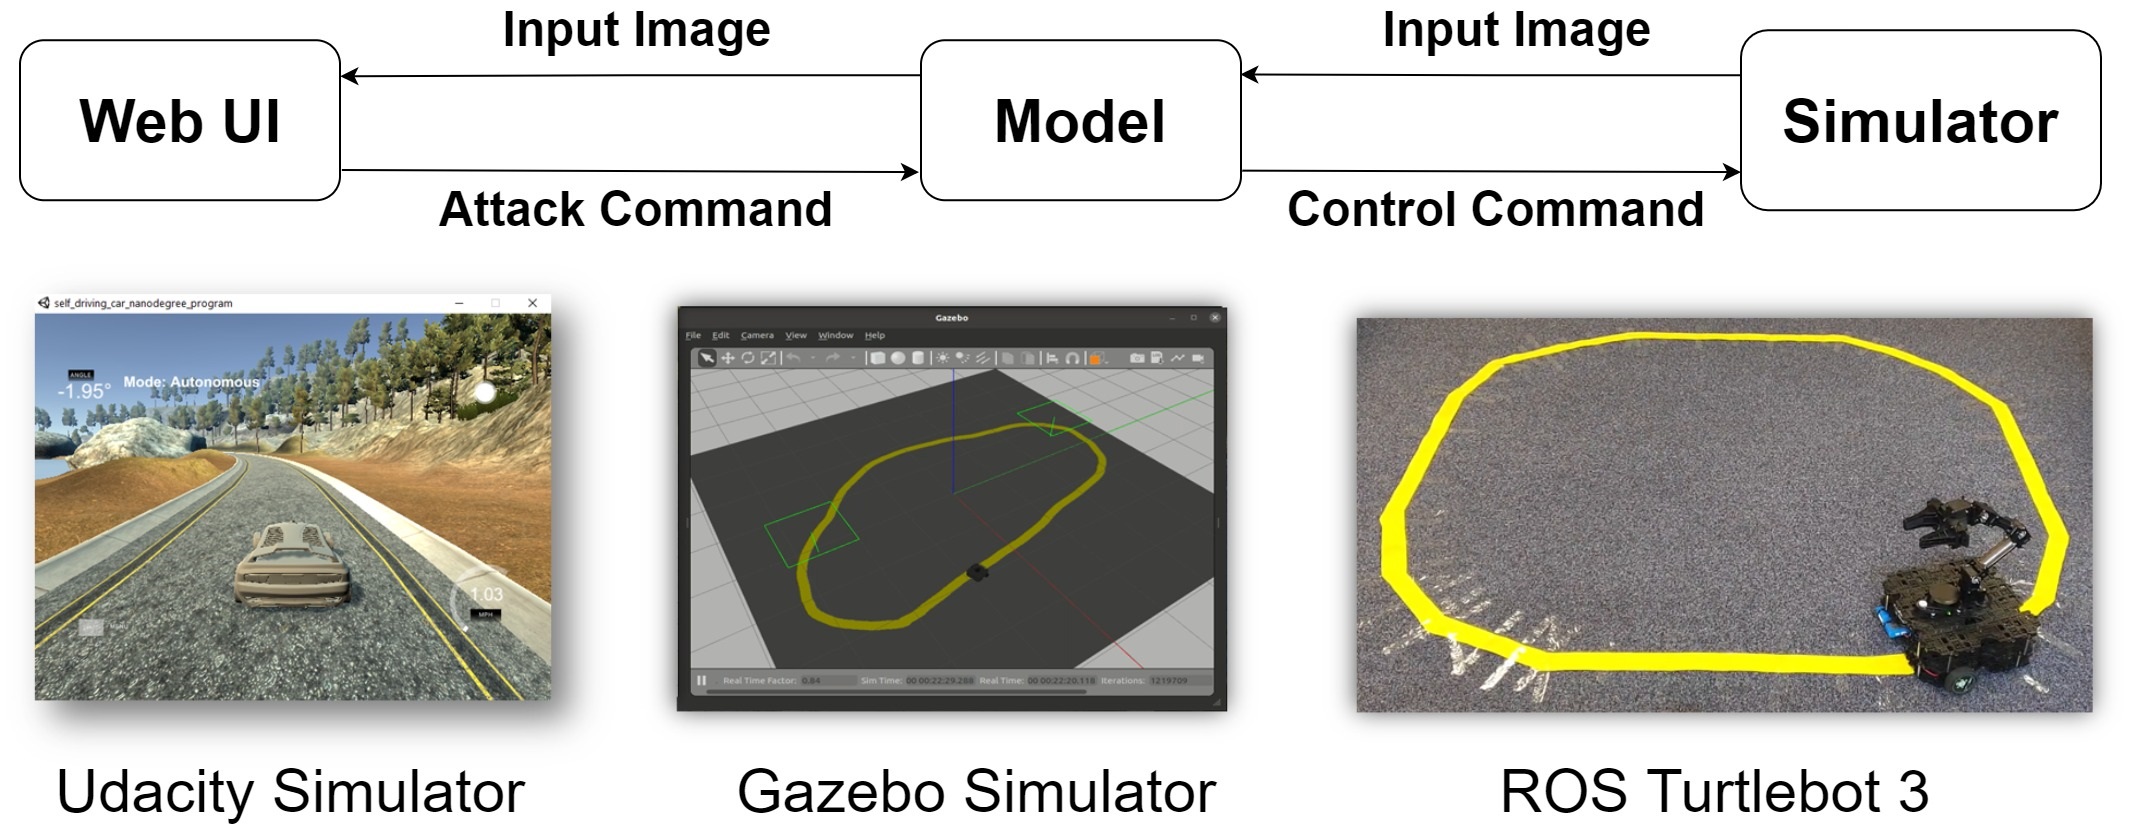 Input Image
Input Image
Web UI
Model
Simulator
Attack Command
Control Command
self_driving_car_nanodegree_program
ANGLE
-1.95°
Mode: Autonomous
1.03
MPH
Gazebo
File Edit Camera View Window Help
Real Time Factor: 0.84 Sim Time: 00 00:22:29.288 Real Time: 00 00:22:20.118 Iterations: 1219709
Udacity Simulator
Gazebo Simulator
ROS Turtlebot 3